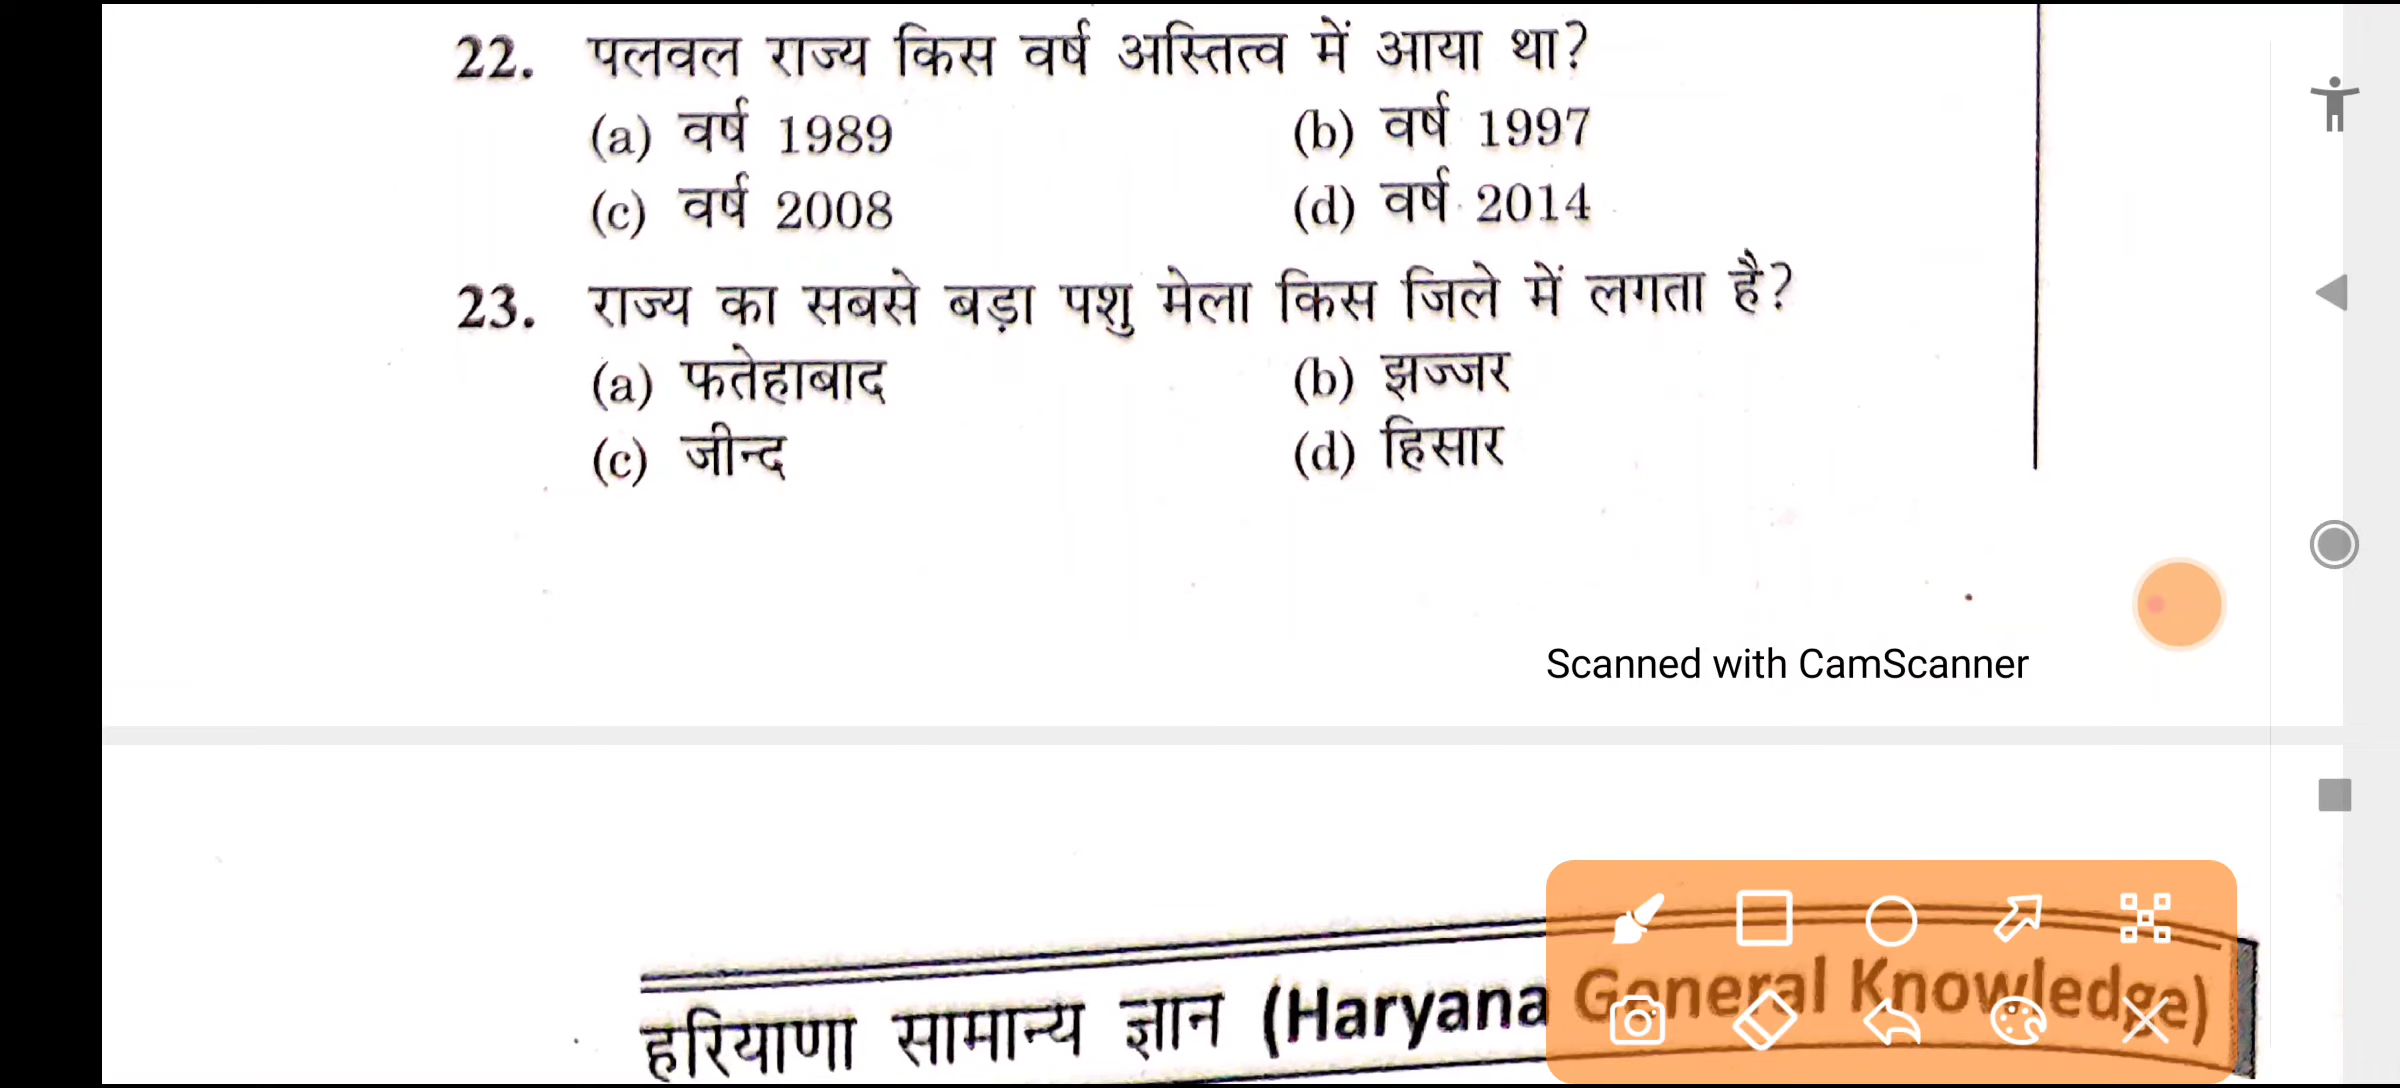 22. पलवल राज्य किस वर्ष अस्तित्व में आया था?
(a) वर्ष 1989 (b) वर्ष 1997
(c) वर्ष 2008 (d) वर्ष 2014
23. राज्य का सबसे बड़ा पशु मेला किस जिले में लगता है?
(a) फतेहाबाद (b) झज्जर
(c) जीन्द (d) हिसार
Scanned with CamScanner
हरियाणा सामान्य ज्ञान (Haryana General Knowledge)